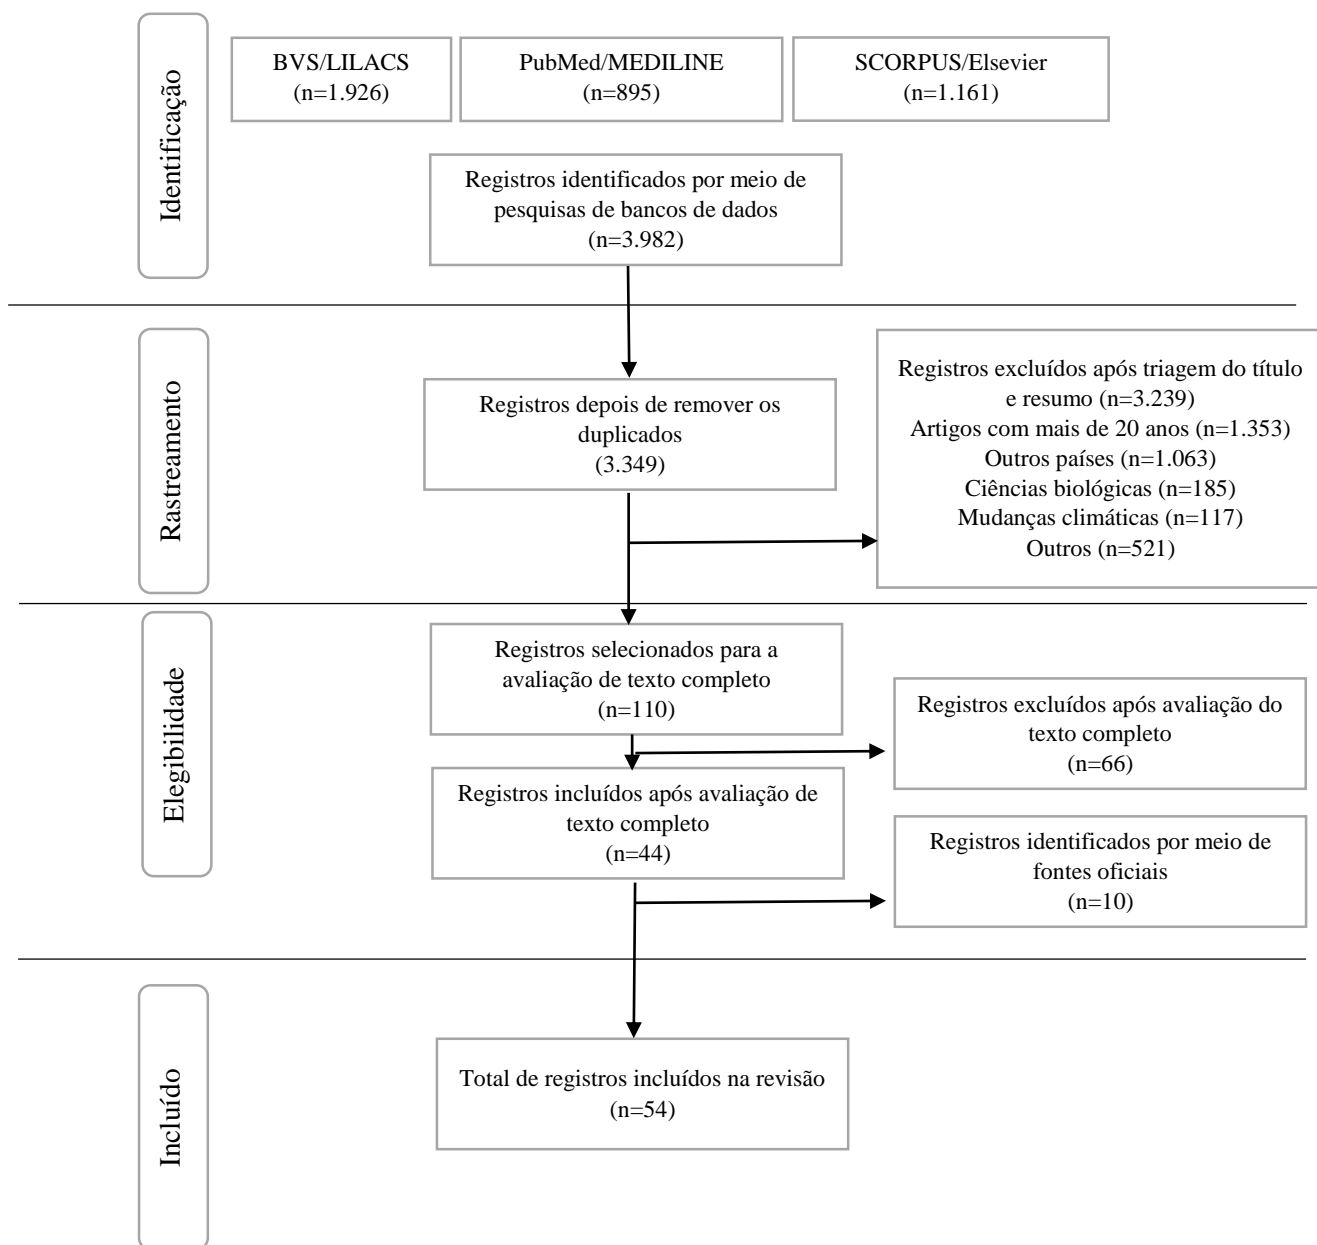 Identificação
BVS/LILACS
(n=1.926)
PubMed/MEDILINE
(n=895)
SCORPUS/Elsevier
(n=1.161)
Registros identificados por meio de
pesquisas de bancos de dados
(n=3.982)
Rastreamento
Registros depois de remover os
duplicados
(3.349)
Registros excluídos após triagem do título
e resumo (n=3.239)
Artigos com mais de 20 anos (n=1.353)
Outros países (n=1.063)
Ciências biológicas (n=185)
Mudanças climáticas (n=117)
Outros (n=521)
Elegibilidade
Registros selecionados para a
avaliação de texto completo
(n=110)
Registros excluídos após avaliação do
texto completo
(n=66)
Registros incluídos após avaliação de
texto completo
(n=44)
Registros identificados por meio de
fontes oficiais
(n=10)
Incluído
Total de registros incluídos na revisão
(n=54)